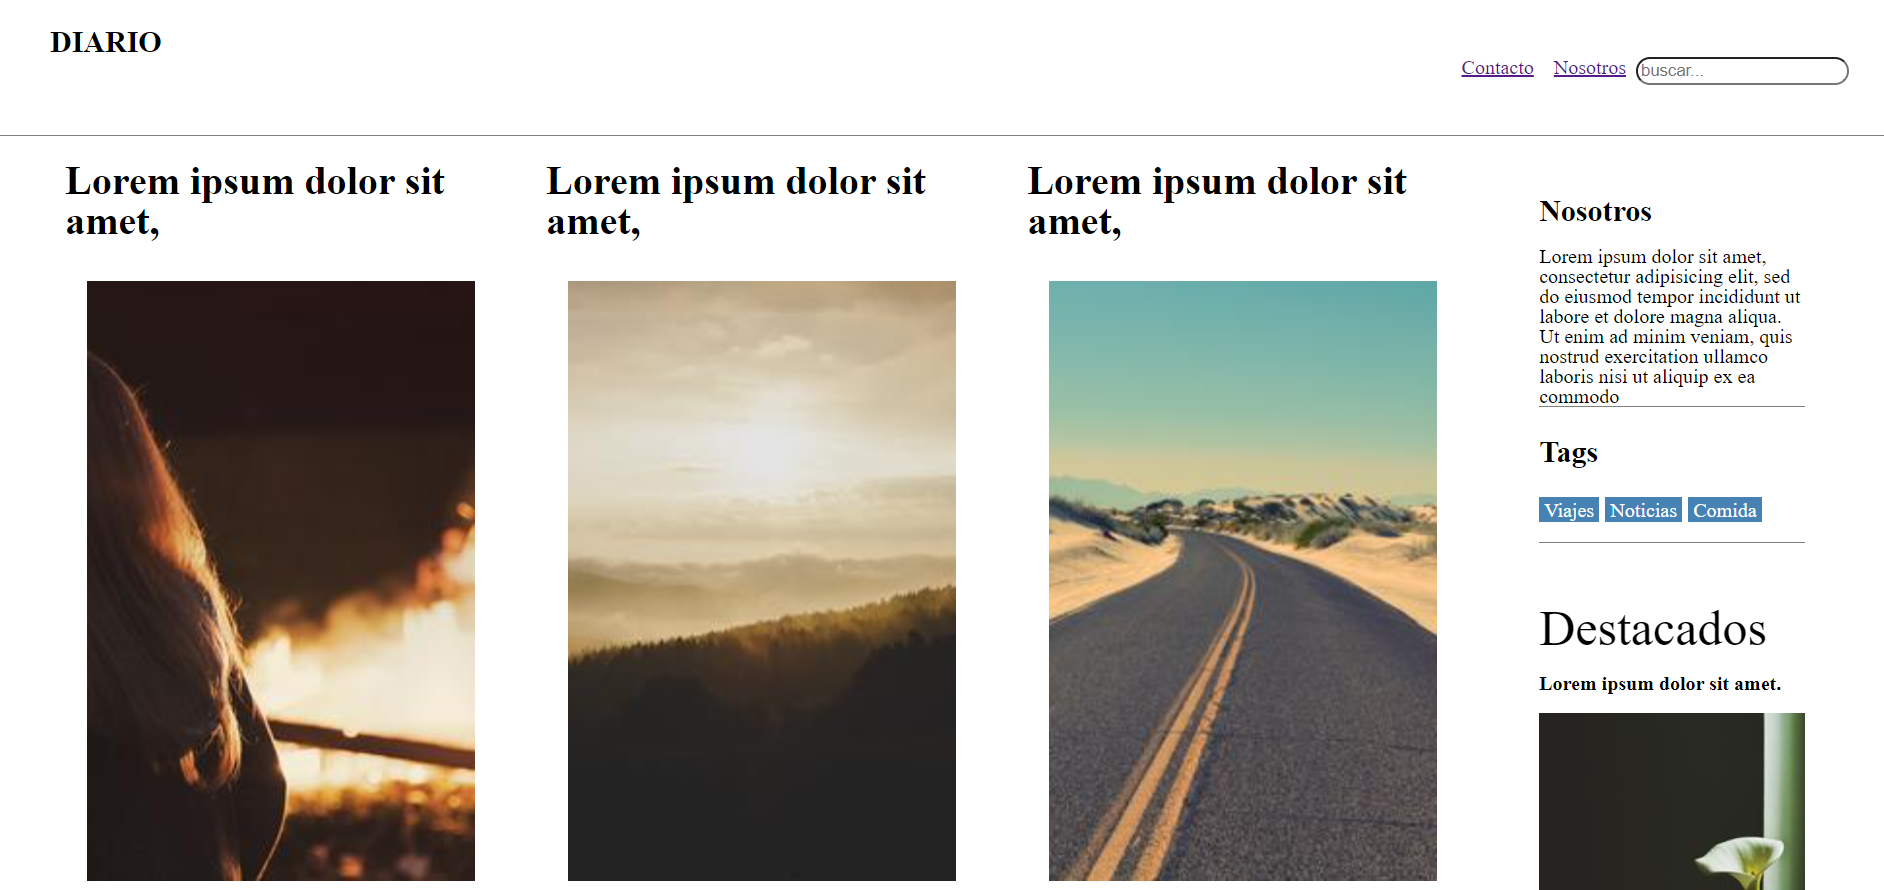 DIARIO
Contacto Nosotros buscar...
Lorem ipsum dolor sit
amet,
Lorem ipsum dolor sit
amet,
Lorem ipsum dolor sit
amet,
Nosotros
Lorem ipsum dolor sit amet,
consectetur adipisicing elit, sed
do eiusmod tempor incididunt ut
labore et dolore magna aliqua.
Ut enim ad minim veniam, quis
nostrud exercitation ullamco
laboris nisi ut aliquip ex ea
commodo
Tags
Viajes Noticias Comida
Destacados
Lorem ipsum dolor sit amet.